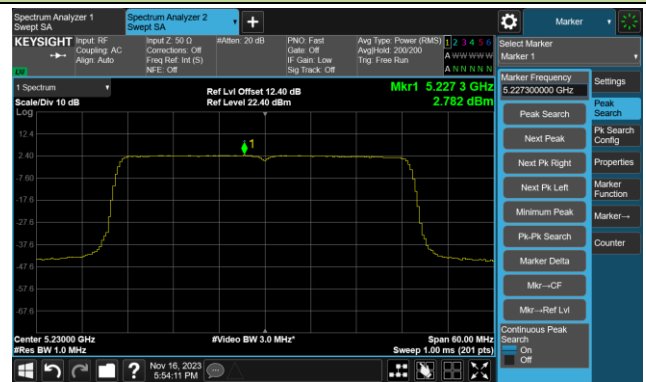 Spectrum Analyzer 1
Swept SA
Spectrum Analyzer 2
Swept SA
Marker
KEYSIGHT
Input: RF
Coupling: AC
Align: Auto
Input Z: 50 Ω
Corrections: Off
Freq Ref: Int (S)
NFE: Off
#Atten: 20 dB
PNO: Fast
Gate: Off
IF Gain: Low
Sig Track: Off
Avg Type: Power (RMS)
Avg|Hold: 200/200
Trig: Free Run
1 2 3 4 5 6
A W W W W W
A N N N N N
LV
Select Marker
Marker 1
1 Spectrum
Scale/Div 10 dB
Log
Ref Lvl Offset 12.40 dB
Ref Level 22.40 dBm
Mkr1 5.227 3 GHz
2.782 dBm
1
12.4
2.40
-7.60
-17.6
-27.6
-37.6
-47.6
-57.6
-67.6
Center 5.23000 GHz
#Res BW 1.0 MHz
#Video BW 3.0 MHz*
Span 60.00 MHz
Sweep 1.00 ms (201 pts)
Marker Frequency
5.227300000 GHz
Peak Search
Next Peak
Next Pk Right
Next Pk Left
Minimum Peak
Pk-Pk Search
Marker Delta
Mkr→CF
Mkr→Ref Lvl
Continuous Peak
Search
On
Off
Settings
Peak
Search
Pk Search
Config
Properties
Marker
Function
Marker→
Counter
?
Nov 16, 2023
5:54:11 PM